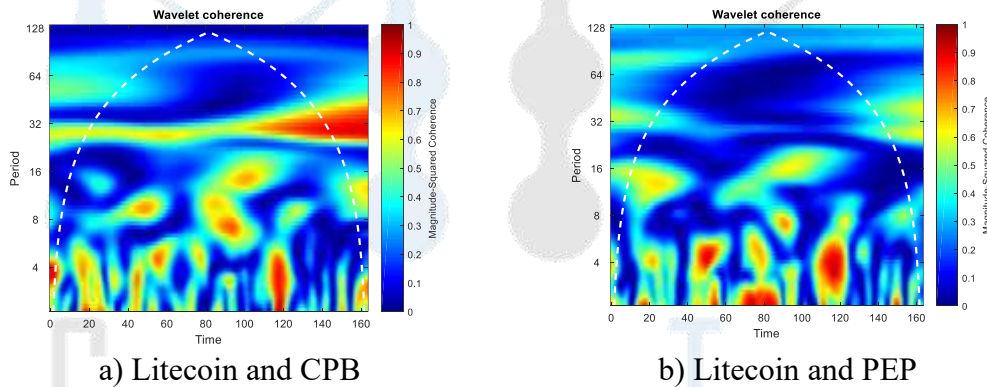 Wavelet coherence
128
64
32
16
8
4
Period
0 20 40 60 80 100 120 140 160
Time
1
0.9
0.8
0.7
0.6
0.5
0.4
0.3
0.2
0.1
0
Magnitude-Squared Coherence
a) Litecoin and CPB
Wavelet coherence
128
64
32
16
8
4
Period
0 20 40 60 80 100 120 140 160
Time
1
0.9
0.8
0.7
0.6
0.5
0.4
0.3
0.2
0.1
0
Magnitude-Squared Coherence
b) Litecoin and PEP